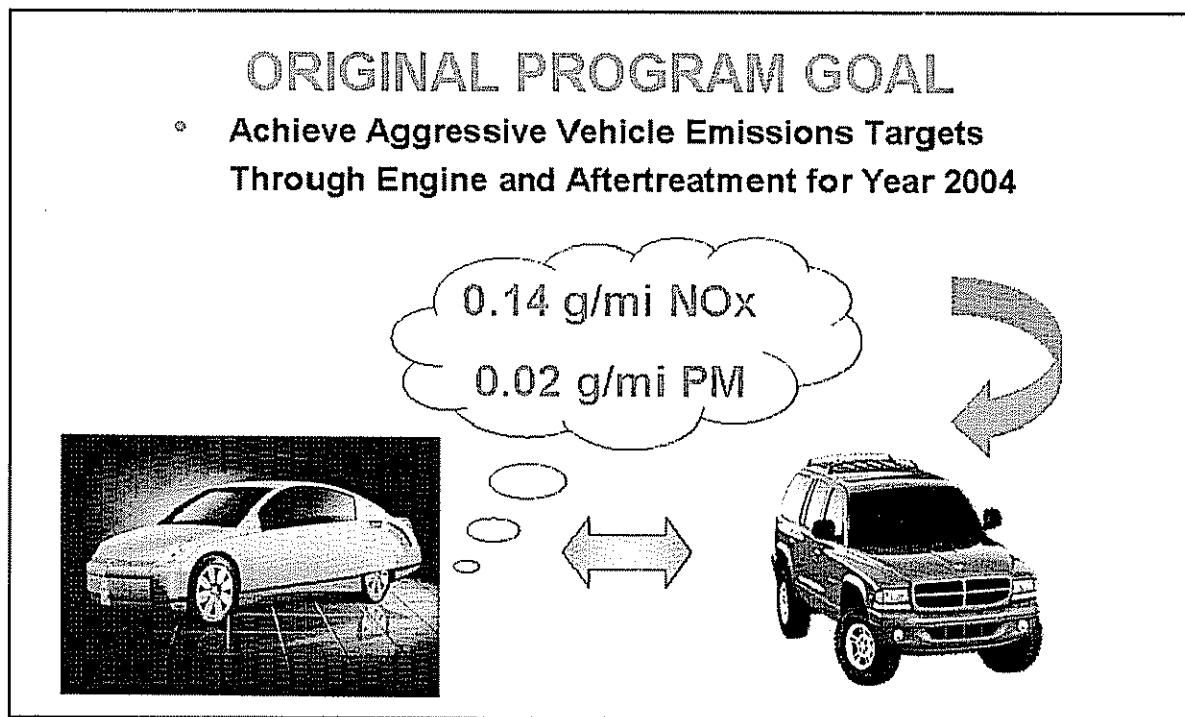 ORIGINAL PROGRAM GOAL
• Achieve Aggressive Vehicle Emissions Targets
Through Engine and Aftertreatment for Year 2004
0.14 g/mi NOx
0.02 g/mi PM